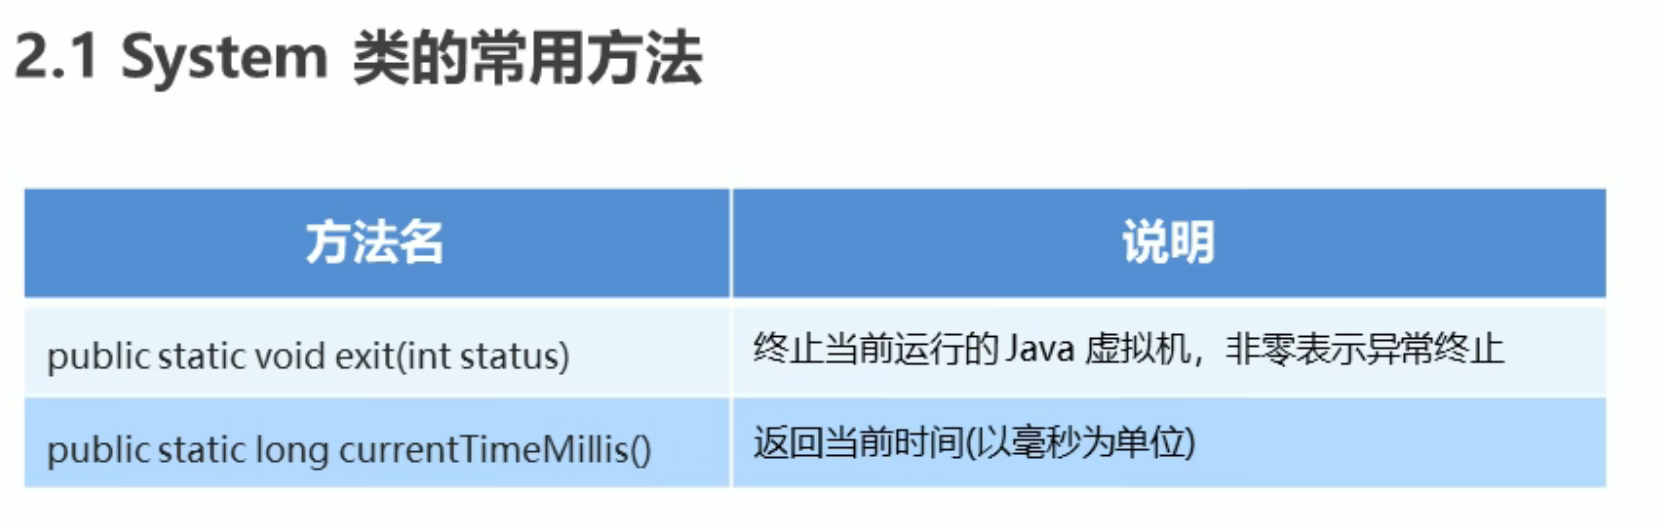 2.1 System 类的常用方法
方法名 说明
public static void exit(int status) 终止当前运行的 Java 虚拟机，非零表示异常终止
public static long currentTimeMillis() 返回当前时间(以毫秒为单位)